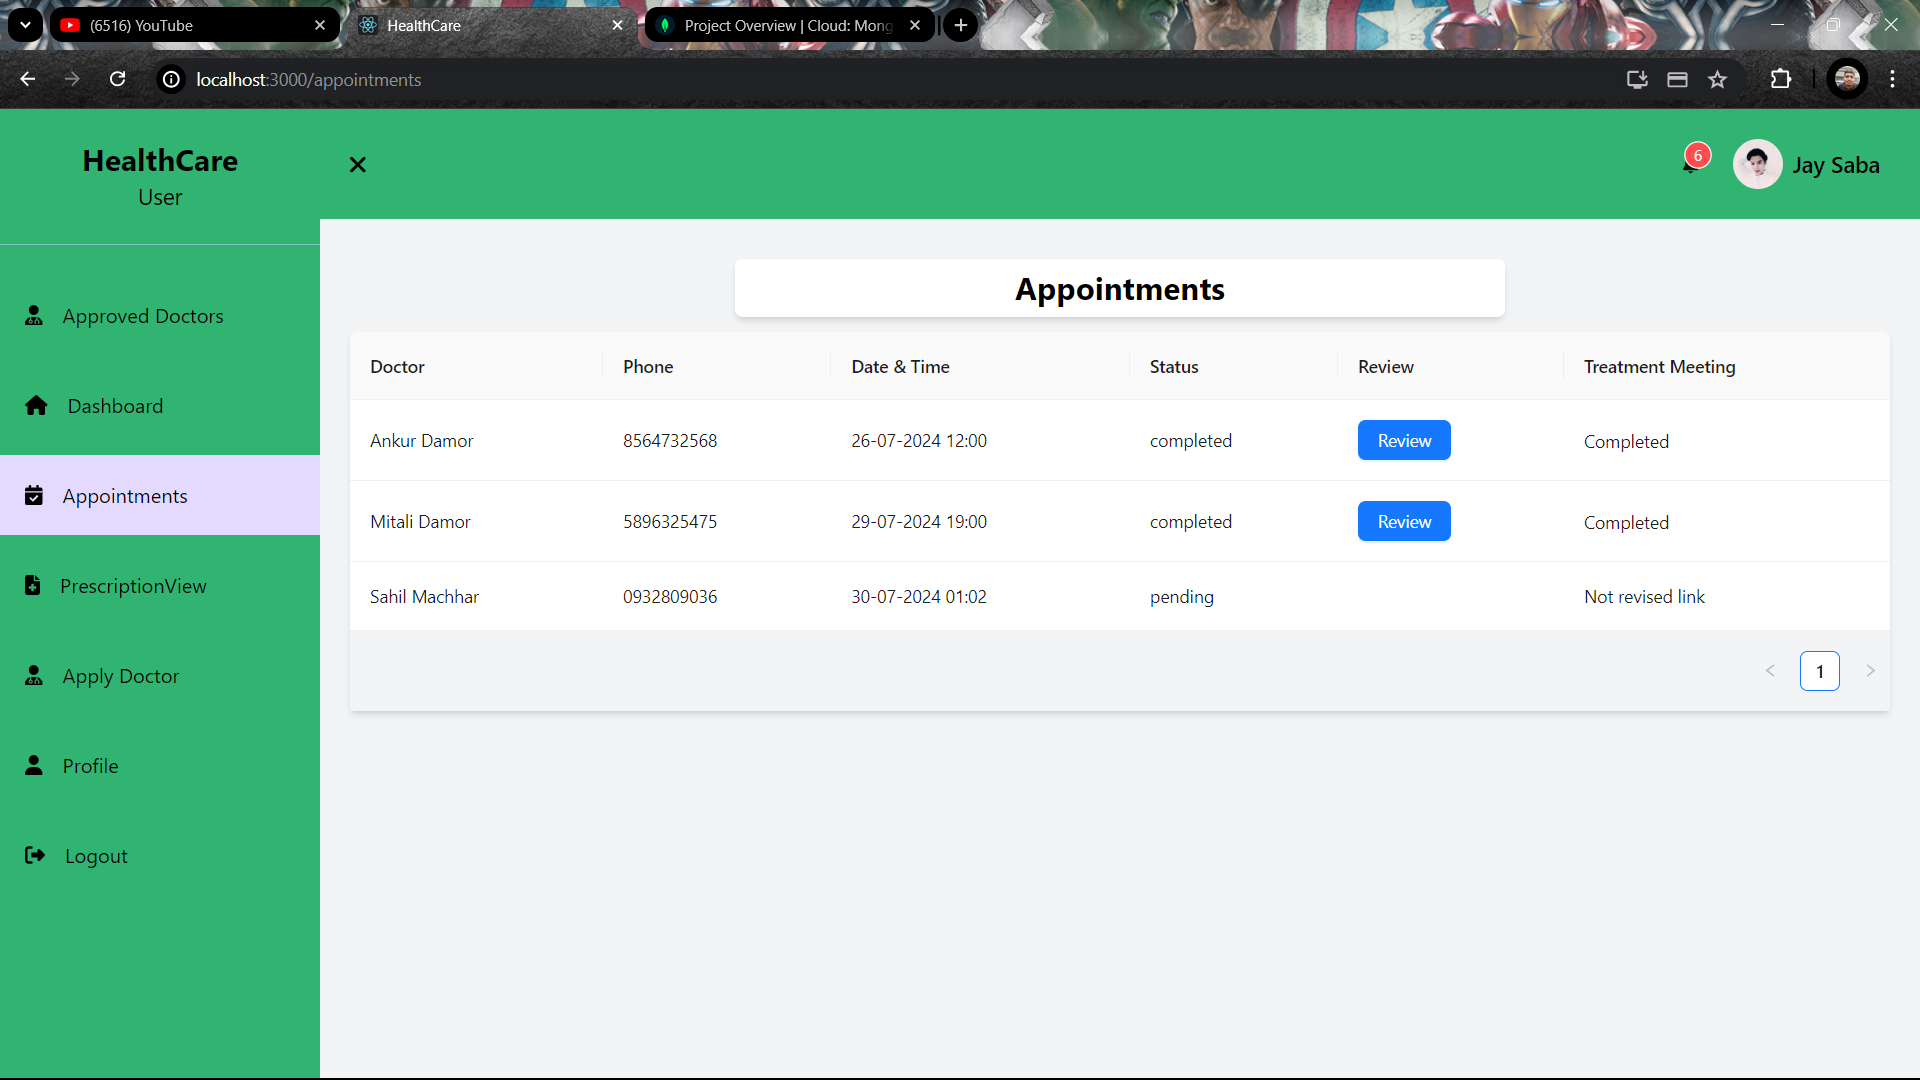 (6516) YouTube
HealthCare
Project Overview | Cloud: Mong
localhost:3000/appointments
HealthCare
User
6
Jay Saba
Approved Doctors
Dashboard
Appointments
PrescriptionView
Apply Doctor
Profile
Logout
Appointments
Doctor Phone Date & Time Status Review Treatment Meeting
Ankur Damor 8564732568 26-07-2024 12:00 completed Review Completed
Mitali Damor 5896325475 29-07-2024 19:00 completed Review Completed
Sahil Machhar 0932809036 30-07-2024 01:02 pending Not revised link
< 1 >